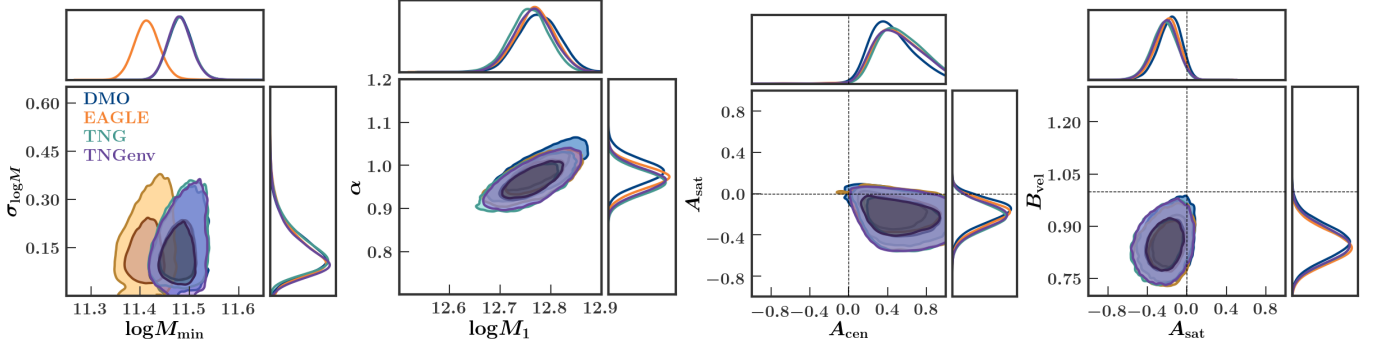 DMO
EAGLE
TNG
TNGenv
0.60
0.45
0.30
0.15
σlogM
11.3 11.4 11.5 11.6
logMmin
1.2
1.1
1.0
0.9
0.8
α
12.6 12.7 12.8 12.9
logM1
0.8
0.4
0.0
−0.4
−0.8
Asat
−0.8 −0.4 0.0 0.4 0.8
Acen
1.20
1.05
0.90
0.75
Bvel
−0.8 −0.4 0.0 0.4 0.8
Asat